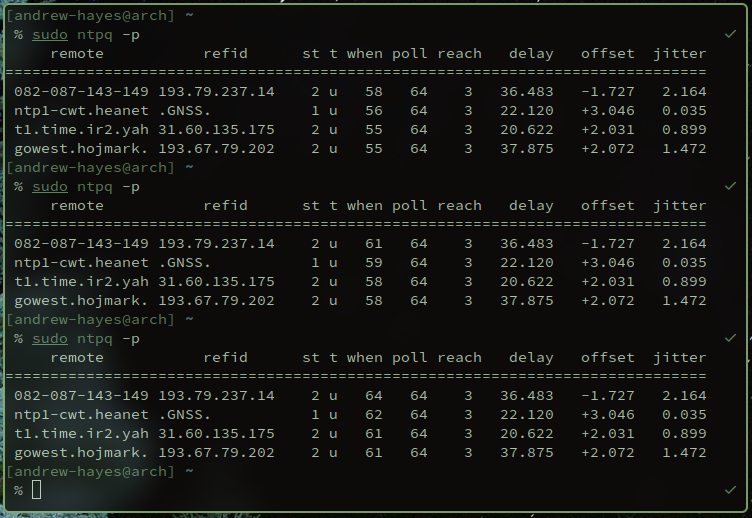 [andrew-hayes@arch] ~
% sudo ntpq -p ✓
remote refid st t when poll reach delay offset jitter
==============================================================================
082-087-143-149 193.79.237.14 2 u 58 64 3 36.483 -1.727 2.164
ntp1-cwt.heanet .GNSS. 1 u 56 64 3 22.120 +3.046 0.035
t1.time.ir2.yah 31.60.135.175 2 u 55 64 3 20.622 +2.031 0.899
gowest.hojmark. 193.67.79.202 2 u 55 64 3 37.875 +2.072 1.472
[andrew-hayes@arch] ~
% sudo ntpq -p ✓
remote refid st t when poll reach delay offset jitter
==============================================================================
082-087-143-149 193.79.237.14 2 u 61 64 3 36.483 -1.727 2.164
ntp1-cwt.heanet .GNSS. 1 u 59 64 3 22.120 +3.046 0.035
t1.time.ir2.yah 31.60.135.175 2 u 58 64 3 20.622 +2.031 0.899
gowest.hojmark. 193.67.79.202 2 u 58 64 3 37.875 +2.072 1.472
[andrew-hayes@arch] ~
% sudo ntpq -p ✓
remote refid st t when poll reach delay offset jitter
==============================================================================
082-087-143-149 193.79.237.14 2 u 64 64 3 36.483 -1.727 2.164
ntp1-cwt.heanet .GNSS. 1 u 62 64 3 22.120 +3.046 0.035
t1.time.ir2.yah 31.60.135.175 2 u 61 64 3 20.622 +2.031 0.899
gowest.hojmark. 193.67.79.202 2 u 61 64 3 37.875 +2.072 1.472
[andrew-hayes@arch] ~
% ✓